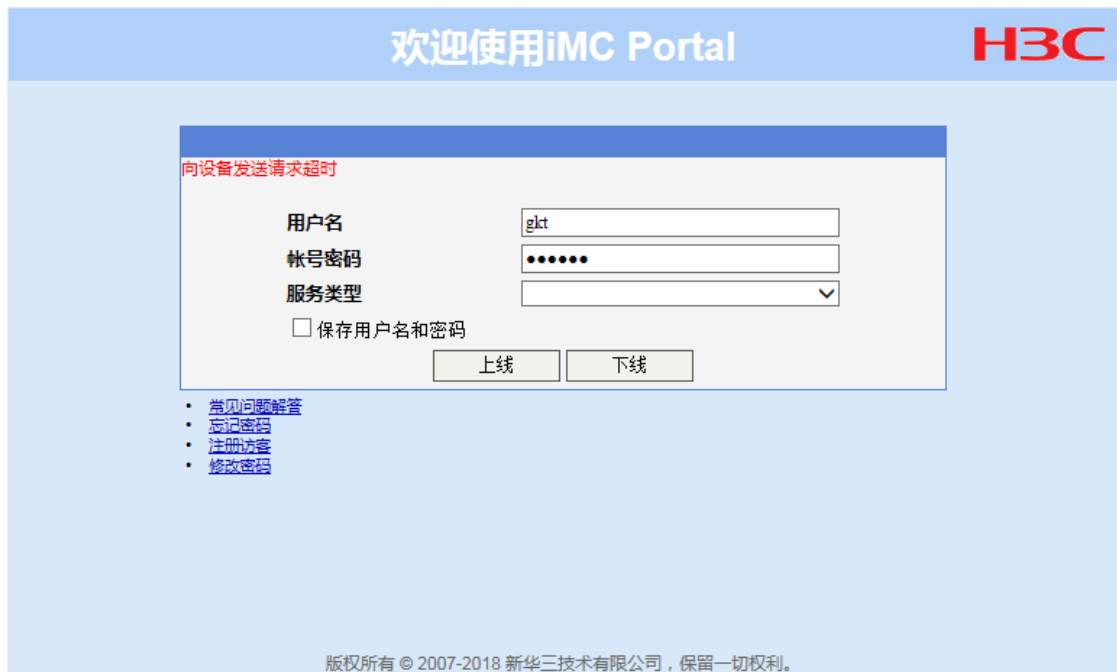 欢迎使用iMC Portal
H3C
向设备发送请求超时
用户名
gkt
帐号密码
••••••
服务类型
保存用户名和密码
上线 下线
• 常见问题解答
• 忘记密码
• 注册访客
• 修改密码
版权所有 © 2007-2018 新华三技术有限公司，保留一切权利。